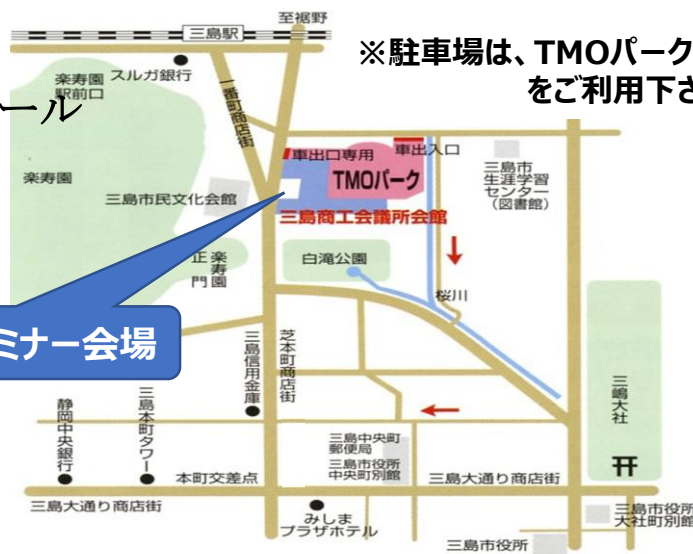 至裾野
三島駅
※駐車場は、TMOパーク
をご利用下さ
スルガ銀行
楽寿園
駅前口
ール
一番町商店街
車出口専用
車出入口
TMOパーク
三島市
生涯学習
センター
(図書館)
楽寿園
三島市民文化会館
三島商工会議所会館
楽寿園
正門
白滝公園
桜川
ミナー会場
三島信用金庫
芝本町商店街
静岡中央銀行
三島本町タワー
三島中央町
郵便局
三島市役所
中央町別館
三嶋大社
本町交差点
三島大通り商店街
三島大通り商店街
みしま
プラザホテル
三島市役所
大社町別館
三島市役所